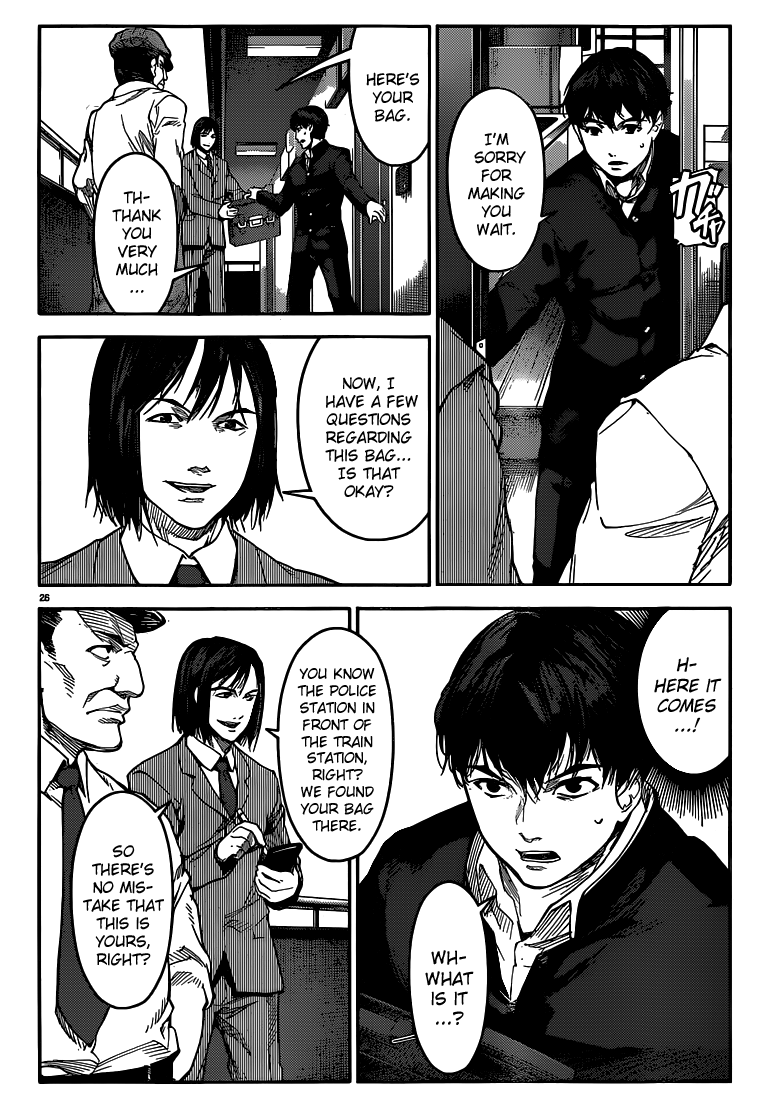 I'M
SORRY
FOR
MAKING
YOU
WAIT.
ガチャ
HERE'S
YOUR
BAG.
TH-
THANK
YOU
VERY
MUCH
...
NOW, I
HAVE A FEW
QUESTIONS
REGARDING
THIS BAG...
IS THAT
OKAY?
26
H-
HERE IT
COMES
...!
WH-
WHAT
IS IT
...?
YOU KNOW
THE POLICE
STATION IN
FRONT OF
THE TRAIN
STATION,
RIGHT?
WE FOUND
YOUR BAG
THERE.
SO
THERE'S
NO MIS-
TAKE THAT
THIS IS
YOURS,
RIGHT?